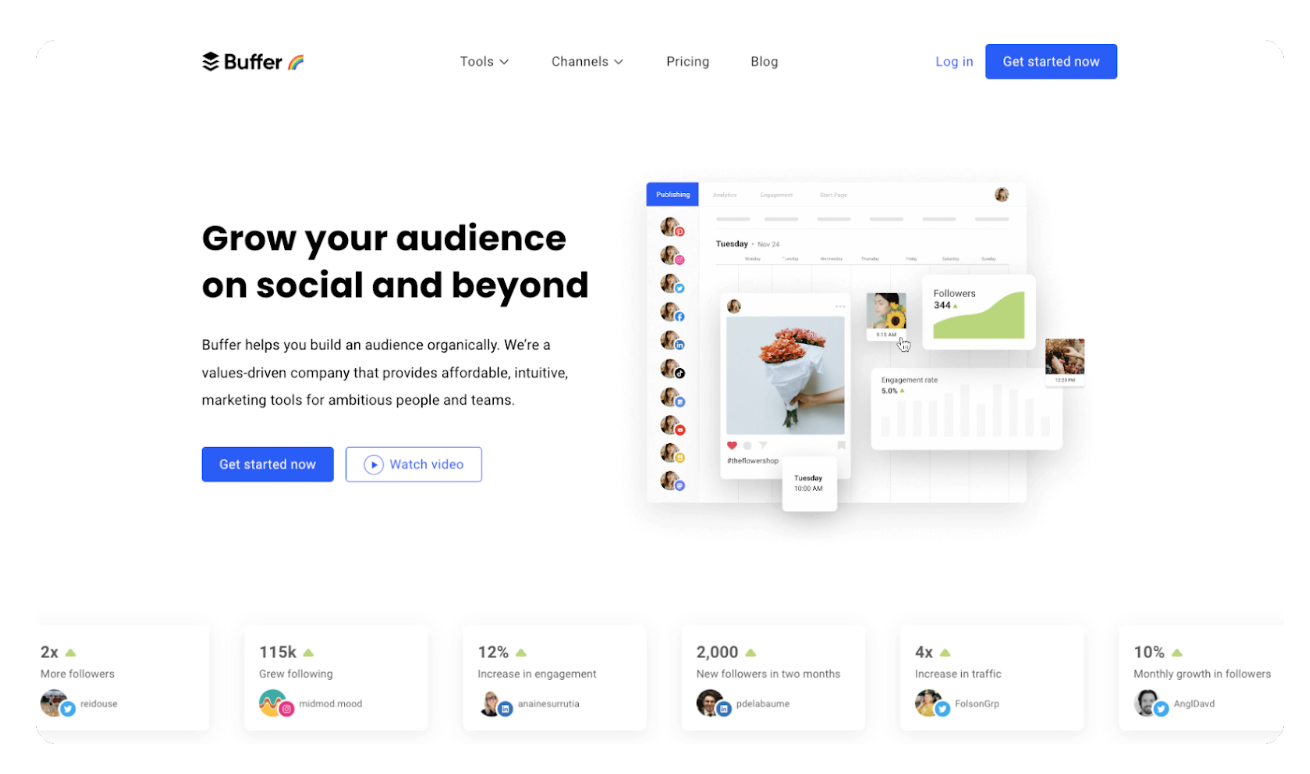 Buffer
Tools
Channels
Pricing
Blog
Log in
Get started now
Grow your audience
on social and beyond
Buffer helps you build an audience organically. We're a
values-driven company that provides affordable, intuitive,
marketing tools for ambitious people and teams.
Get started now
Watch video
Publishing
Analytics
Engagement
Start Page
Tuesday • Nov 24
Monday
Tuesday
Wednesday
Thursday
Friday
Saturday
Sunday
Followers
344
9:15 AM
12:25 PM
Engagement rate
5.0%
#theflowershop
Tuesday
10:00 AM
2x
More followers
reidouse
115k
Grew following
midmod.mood
12%
Increase in engagement
anainesurrutia
2,000
New followers in two months
pdelabaume
4x
Increase in traffic
FolsonGrp
10%
Monthly growth in followers
AnglDavd